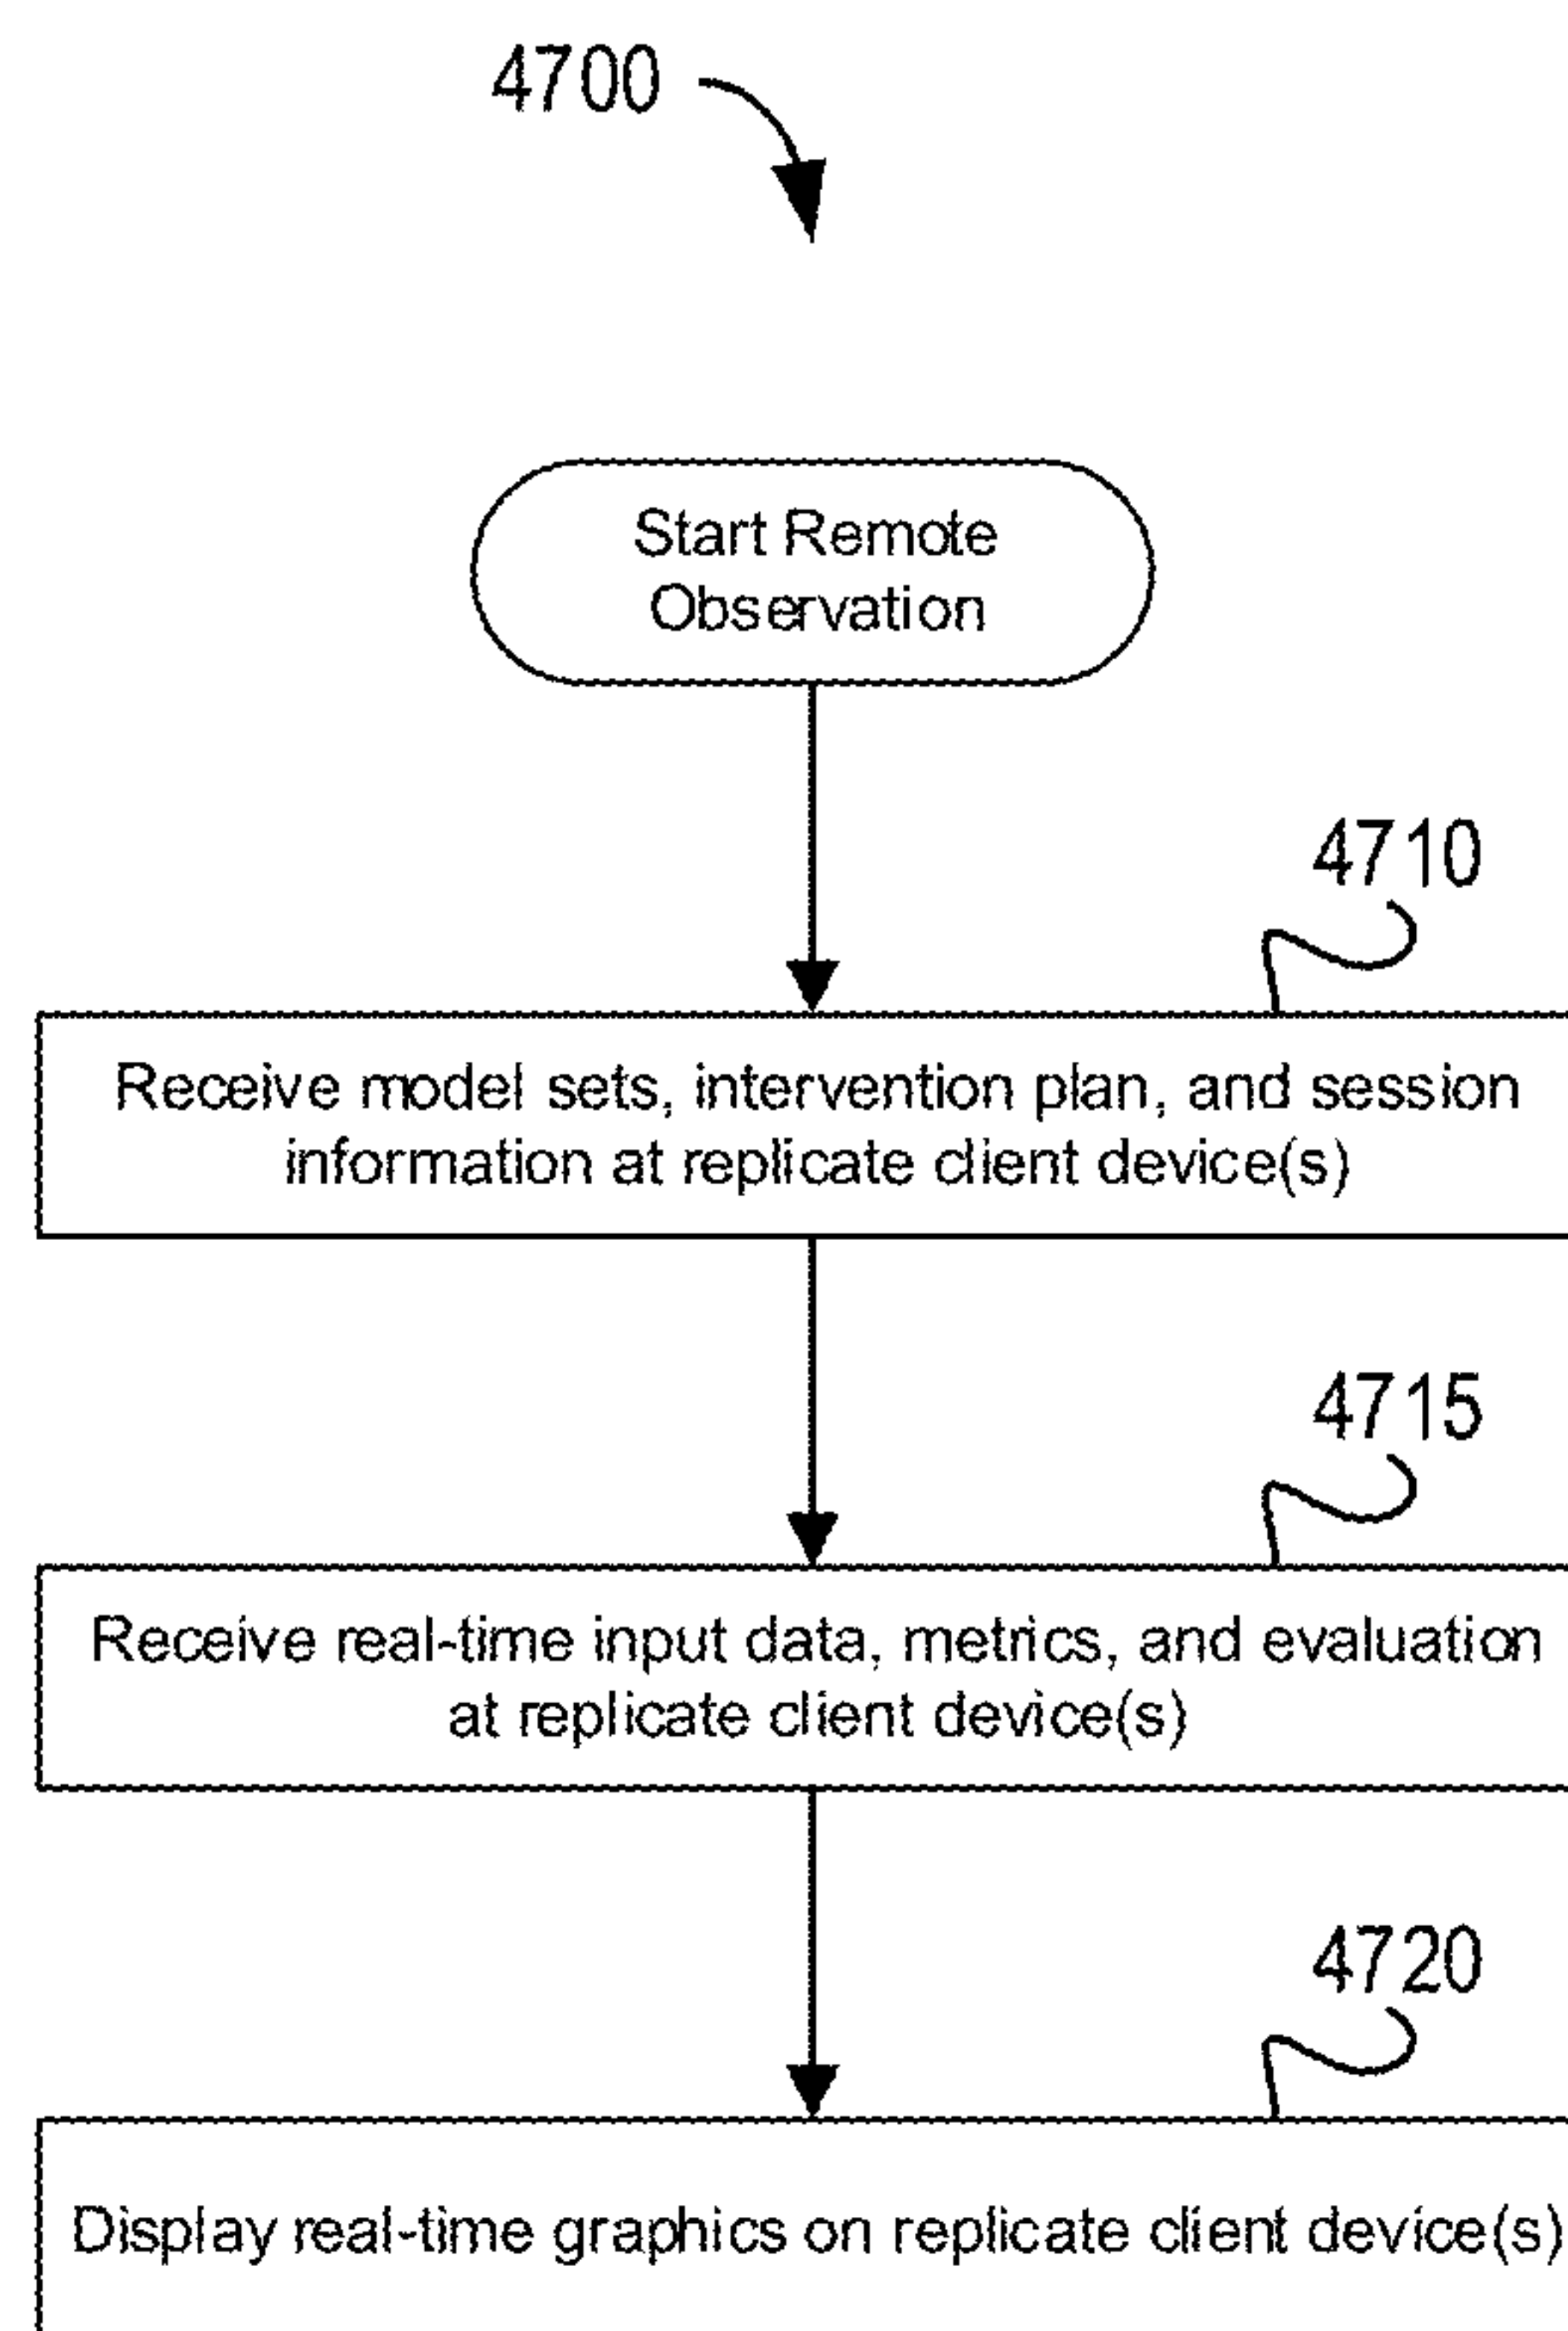 4700
Start Remote
Observation
4710
Receive model sets, intervention plan, and session
information at replicate client device(s)
4715
Receive real-time input data, metrics, and evaluation
at replicate client device(s)
4720
Display real-time graphics on replicate client device(s)